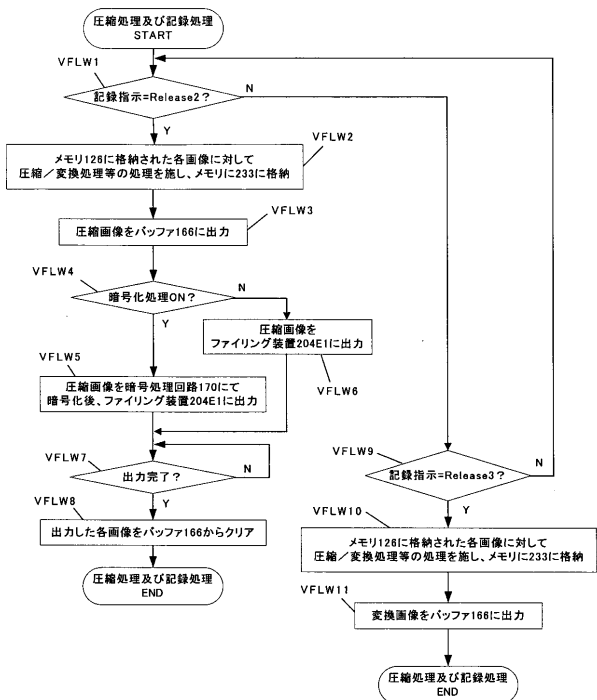 圧縮処理及び記録処理
START
VFLW1
記録指示=Release2?
N
Y
VFLW2
メモリ126に格納された各画像に対して
圧縮/変換処理等の処理を施し、メモリに233に格納
VFLW3
圧縮画像をバッファ166に出力
VFLW4
暗号化処理ON?
N
Y
圧縮画像を
ファイリング装置204E1に出力
VFLW6
VFLW5
圧縮画像を暗号処理回路170にて
暗号化後、ファイリング装置204E1に出力
VFLW7
出力完了?
N
Y
VFLW8
出力した各画像をバッファ166からクリア
圧縮処理及び記録処理
END
VFLW9
記録指示=Release3?
N
Y
VFLW10
メモリ126に格納された各画像に対して
圧縮/変換処理等の処理を施し、メモリに233に格納
VFLW11
変換画像をバッファ166に出力
圧縮処理及び記録処理
END